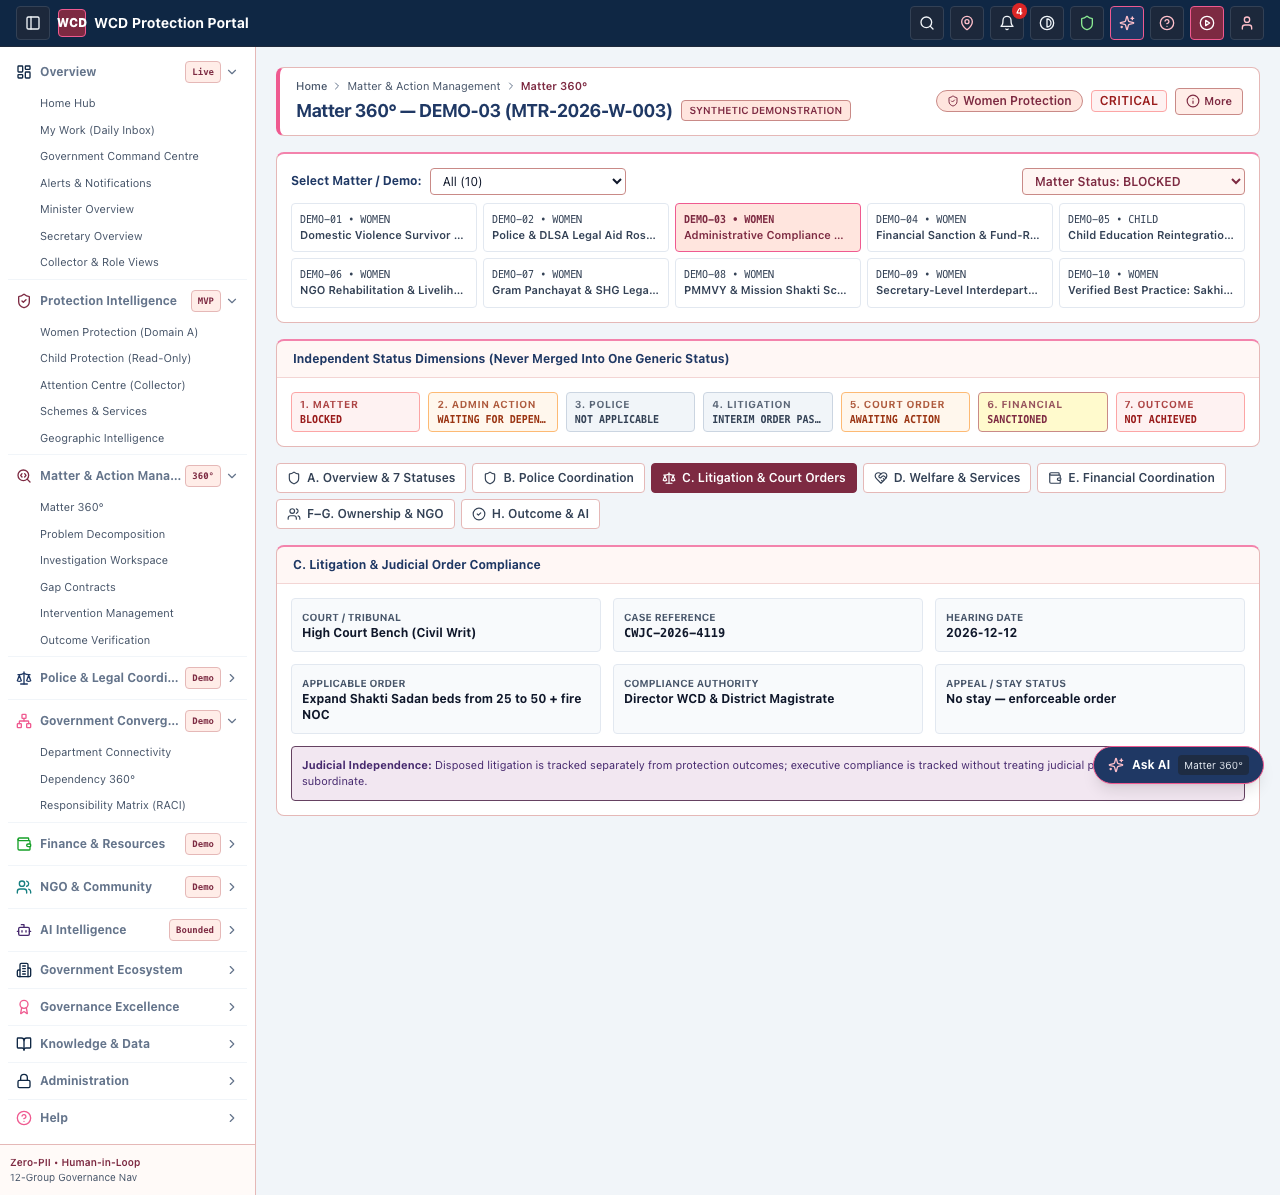 WCD WCD Protection Portal
4
Overview Live
Home Hub
My Work (Daily Inbox)
Government Command Centre
Alerts & Notifications
Minister Overview
Secretary Overview
Collector & Role Views
Protection Intelligence MVP
Women Protection (Domain A)
Child Protection (Read-Only)
Attention Centre (Collector)
Schemes & Services
Geographic Intelligence
Matter & Action Mana... 360°
Matter 360°
Problem Decomposition
Investigation Workspace
Gap Contracts
Intervention Management
Outcome Verification
Police & Legal Coordi... Demo
Government Converg... Demo
Department Connectivity
Dependency 360°
Responsibility Matrix (RACI)
Finance & Resources Demo
NGO & Community Demo
AI Intelligence Bounded
Government Ecosystem
Governance Excellence
Knowledge & Data
Administration
Help
Zero-PII • Human-in-Loop
12-Group Governance Nav
Home > Matter & Action Management > Matter 360°
Matter 360° — DEMO-03 (MTR-2026-W-003) SYNTHETIC DEMONSTRATION
Women Protection CRITICAL More
Select Matter / Demo: All (10) Matter Status: BLOCKED
DEMO-01 • WOMEN
Domestic Violence Survivor ...
DEMO-02 • WOMEN
Police & DLSA Legal Aid Ros...
DEMO-03 • WOMEN
Administrative Compliance ...
DEMO-04 • WOMEN
Financial Sanction & Fund-R...
DEMO-05 • CHILD
Child Education Reintegratio...
DEMO-06 • WOMEN
NGO Rehabilitation & Livelih...
DEMO-07 • WOMEN
Gram Panchayat & SHG Lega...
DEMO-08 • WOMEN
PMMVY & Mission Shakti Sc...
DEMO-09 • WOMEN
Secretary-Level Interdepart...
DEMO-10 • WOMEN
Verified Best Practice: Sakhi...
Independent Status Dimensions (Never Merged Into One Generic Status)
1. MATTER
BLOCKED
2. ADMIN ACTION
WAITING FOR DEPEN...
3. POLICE
NOT APPLICABLE
4. LITIGATION
INTERIM ORDER PAS...
5. COURT ORDER
AWAITING ACTION
6. FINANCIAL
SANCTIONED
7. OUTCOME
NOT ACHIEVED
A. Overview & 7 Statuses
B. Police Coordination
C. Litigation & Court Orders
D. Welfare & Services
E. Financial Coordination
F–G. Ownership & NGO
H. Outcome & AI
C. Litigation & Judicial Order Compliance
COURT / TRIBUNAL
High Court Bench (Civil Writ)
CASE REFERENCE
CWJC-2026-4119
HEARING DATE
2026-12-12
APPLICABLE ORDER
Expand Shakti Sadan beds from 25 to 50 + fire
NOC
COMPLIANCE AUTHORITY
Director WCD & District Magistrate
APPEAL / STAY STATUS
No stay — enforceable order
Judicial Independence: Disposed litigation is tracked separately from protection outcomes; executive compliance is tracked without treating judicial
subordinate.
Ask AI Matter 360°